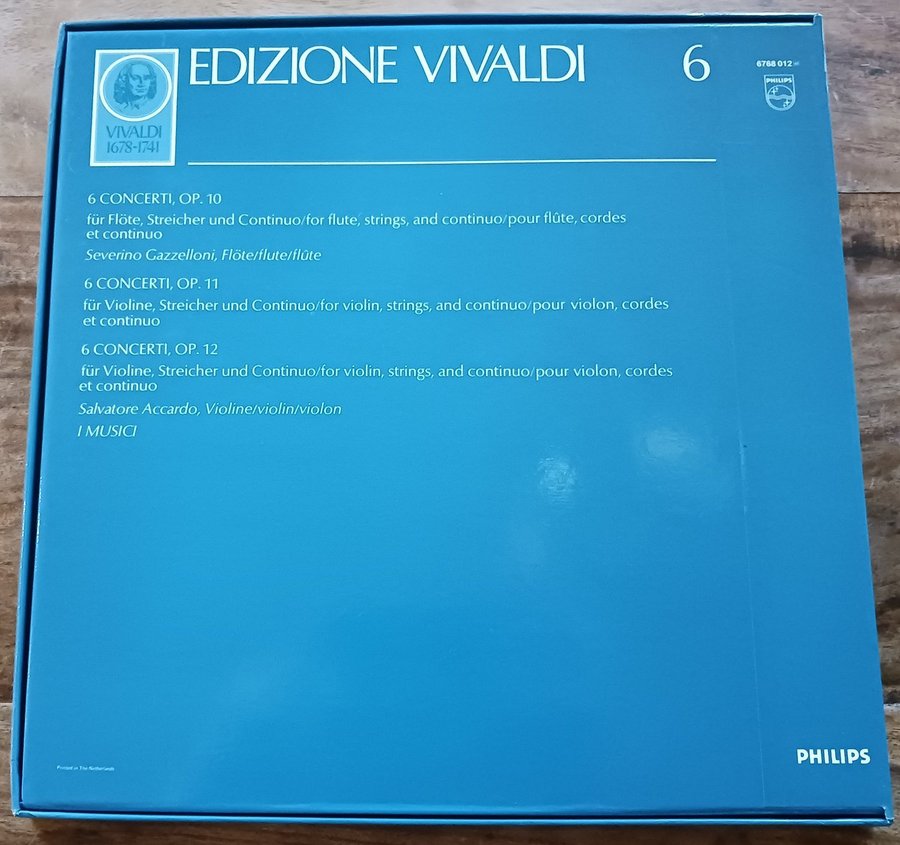 EDIZIONE VIVALDI 6
6768 012
PHILIPS
VIVALDI
1678-1741
6 CONCERTI, OP. 10
für Flöte, Streicher und Continuo/for flute, strings, and continuo/pour flûte, cordes
et continuo
Severino Gazzelloni, Flöte/flute/flûte
6 CONCERTI, OP. 11
für Violine, Streicher und Continuo/for violin, strings, and continuo/pour violon, cordes
et continuo
6 CONCERTI, OP. 12
für Violine, Streicher und Continuo/for violin, strings, and continuo/pour violon, cordes
et continuo
Salvatore Accardo, Violine/violin/violon
I MUSICI
PHILIPS
Printed in The Netherlands